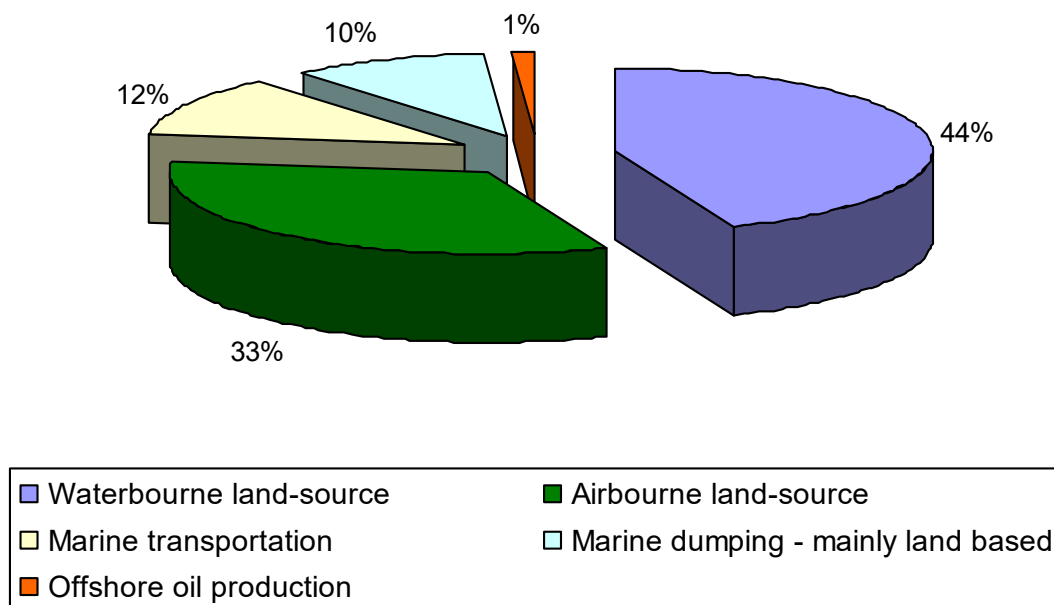 1%
10%
12%
44%
33%
Waterbourne land-source
Airbourne land-source
Marine transportation
Marine dumping - mainly land based
Offshore oil production